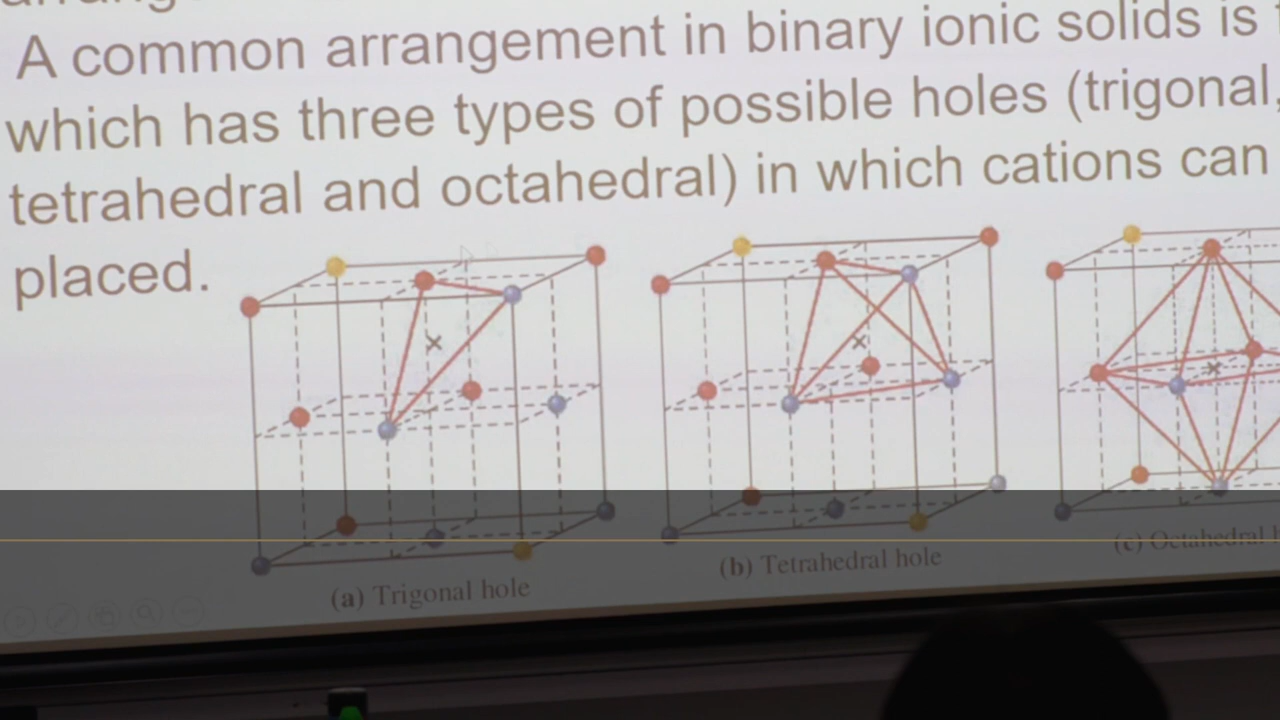 A common arrangement in binary ionic solids is
which has three types of possible holes (trigonal,
tetrahedral and octahedral) in which cations can
placed.
(a) Trigonal hole
(b) Tetrahedral hole
(c) Octahedral